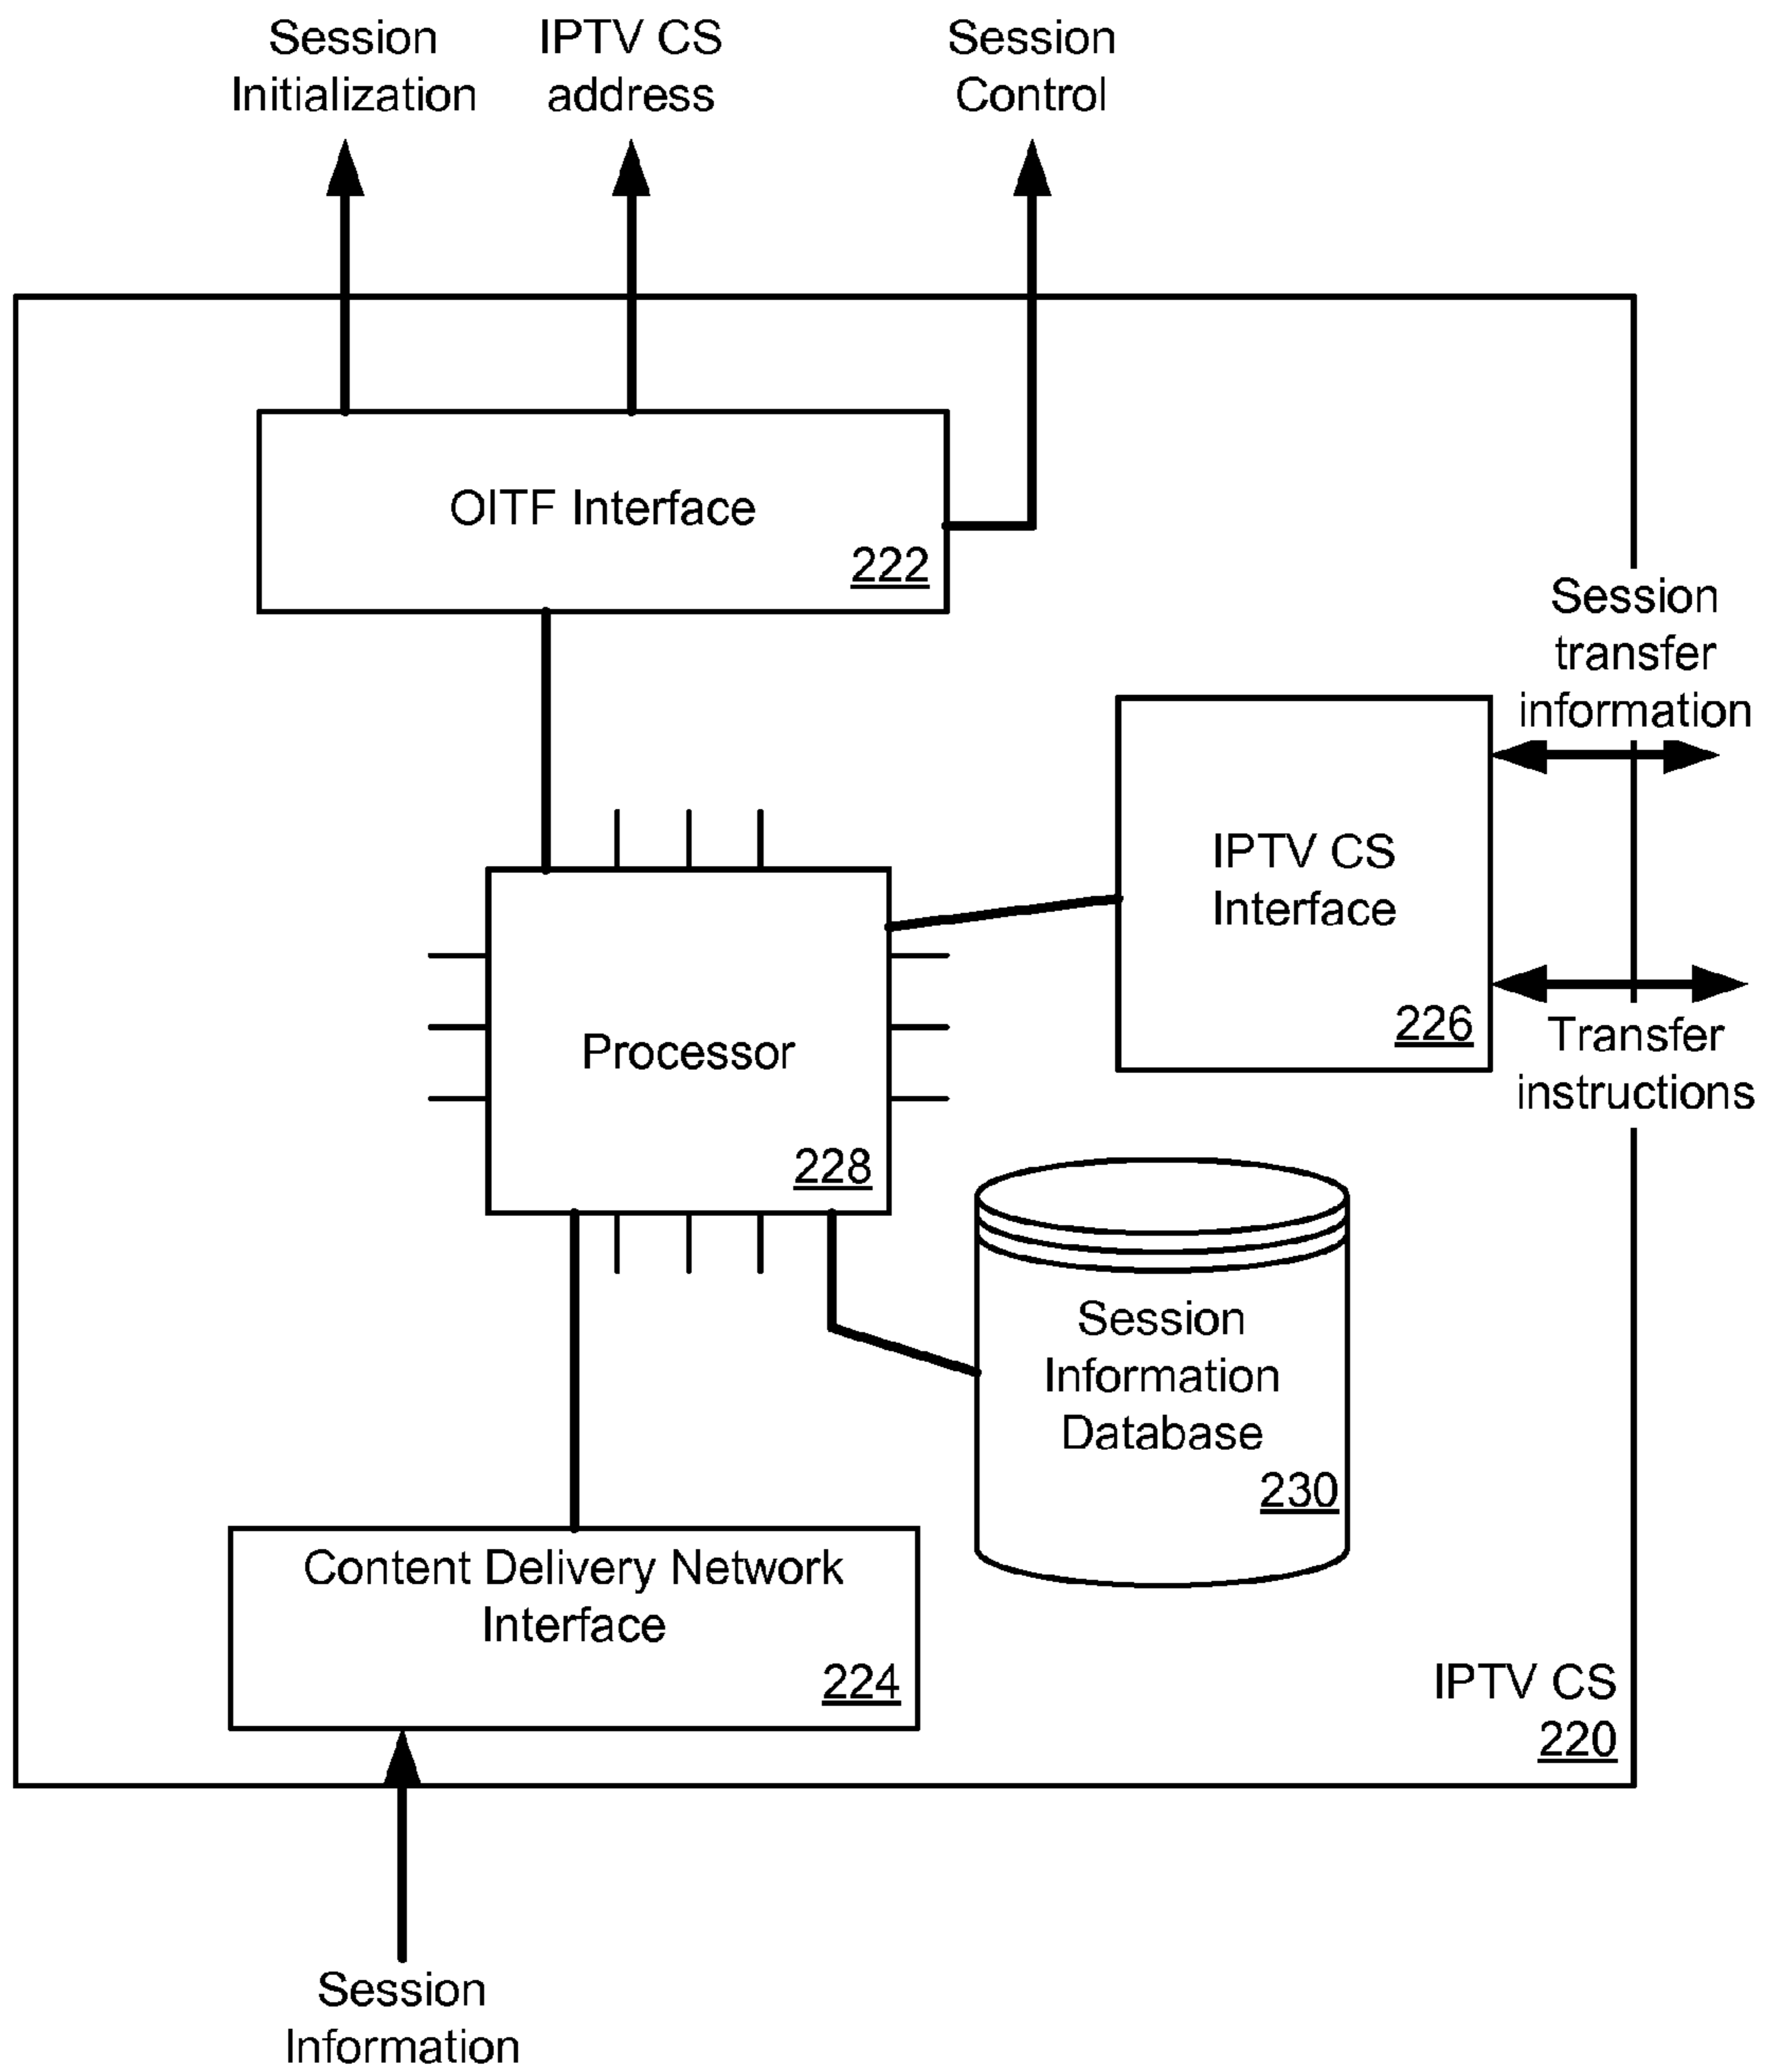 Session
Initialization
IPTV CS
address
Session
Control
OITF Interface
222
Session
transfer
information
IPTV CS
Interface
226
Transfer
instructions
Processor
228
Session
Information
Database
230
Content Delivery Network
Interface
224
IPTV CS
220
Session
Information